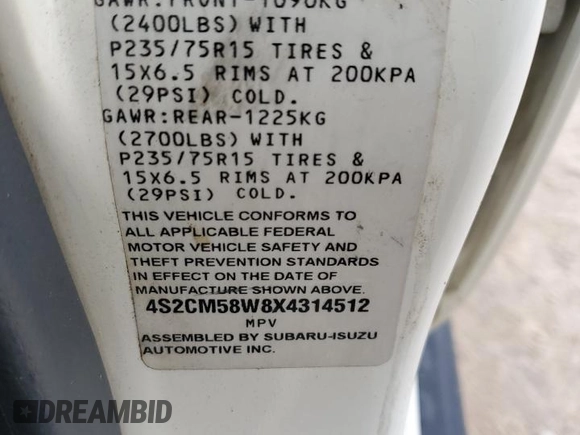 GAWR:FRONT-1090KG
(2400LBS) WITH
P235/75R15 TIRES &
15X6.5 RIMS AT 200KPA
(29PSI) COLD.
GAWR:REAR-1225KG
(2700LBS) WITH
P235/75R15 TIRES &
15X6.5 RIMS AT 200KPA
(29PSI) COLD.
THIS VEHICLE CONFORMS TO
ALL APPLICABLE FEDERAL
MOTOR VEHICLE SAFETY AND
THEFT PREVENTION STANDARDS
IN EFFECT ON THE DATE OF
MANUFACTURE SHOWN ABOVE.
4S2CM58W8X4314512
MPV
ASSEMBLED BY SUBARU-ISUZU
AUTOMOTIVE INC.
DREAMBID